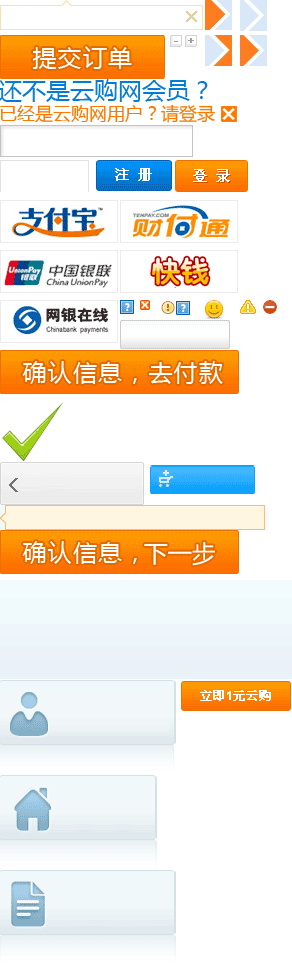 提交订单
还不是云购网会员？
已经是云购网用户？请登录
注 册
登 录
支付宝
TENPAY.COM
财付通
UnionPay
银联
中国银联
China UnionPay
快钱
网银在线
Chinabank payments
确认信息，去付款
确认信息，下一步
立即1元云购